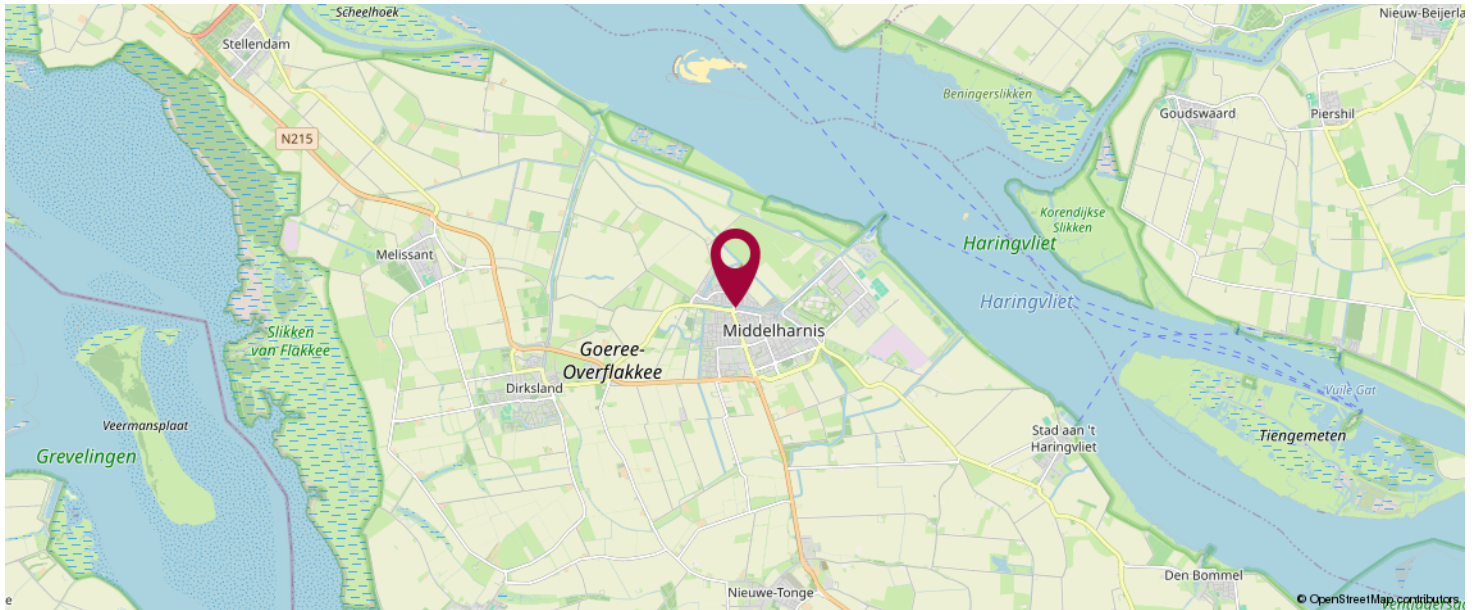 Scheelhoek
Nieuw-Beijerla
Stellendam
Beningerslikken
Goudswaard
Piershil
N215
Korendijkse
Slikken
Haringvliet
Melissant
Haringvliet
Middelharnis
Slikken
van Flakkee
Goeree-
Overflakkee
Dirksland
Vuile Gat
Veermansplaat
Stad aan 't
Haringvliet
Tiengemeten
Grevelingen
Den Bommel
Nieuwe-Tonge
e
© OpenStreetMap contributors